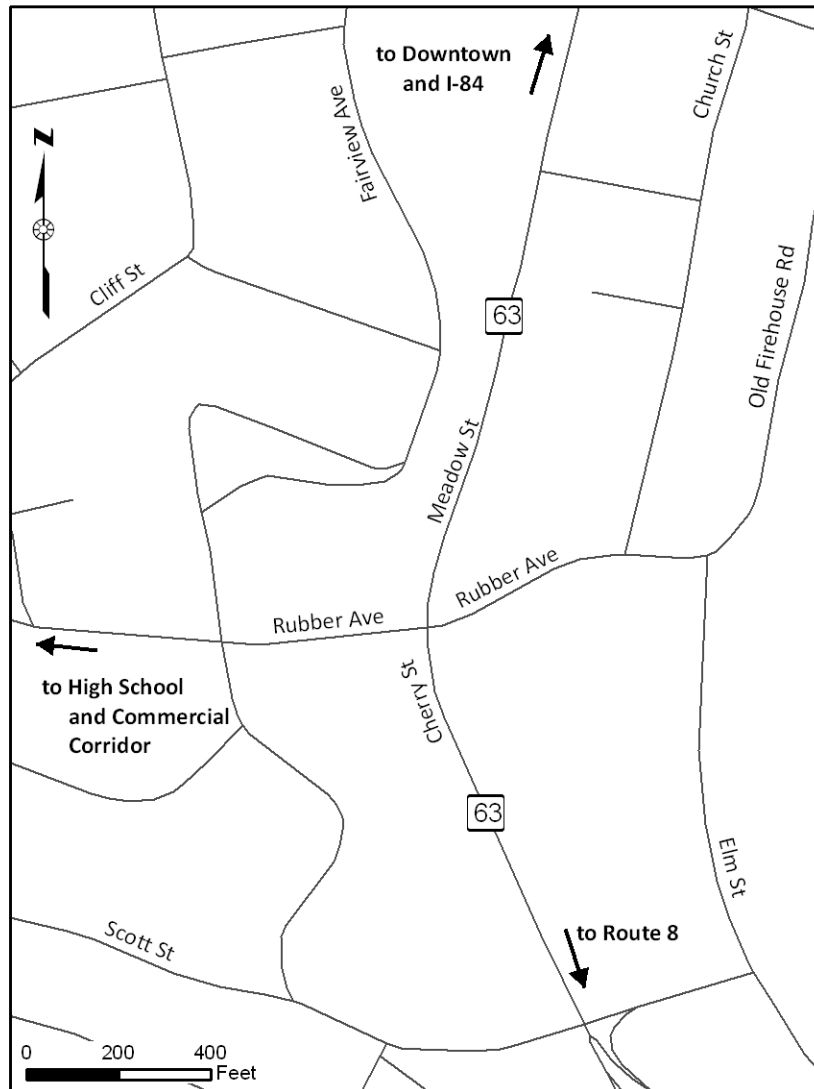 to Downtown
and I-84
Church St
Fairview Ave
N
Cliff St
Old Firehouse Rd
63
Meadow St
Rubber Ave
Rubber Ave
to High School
and Commercial
Corridor
Cherry St
63
Elm St
to Route 8
Scott St
0 200 400
Feet